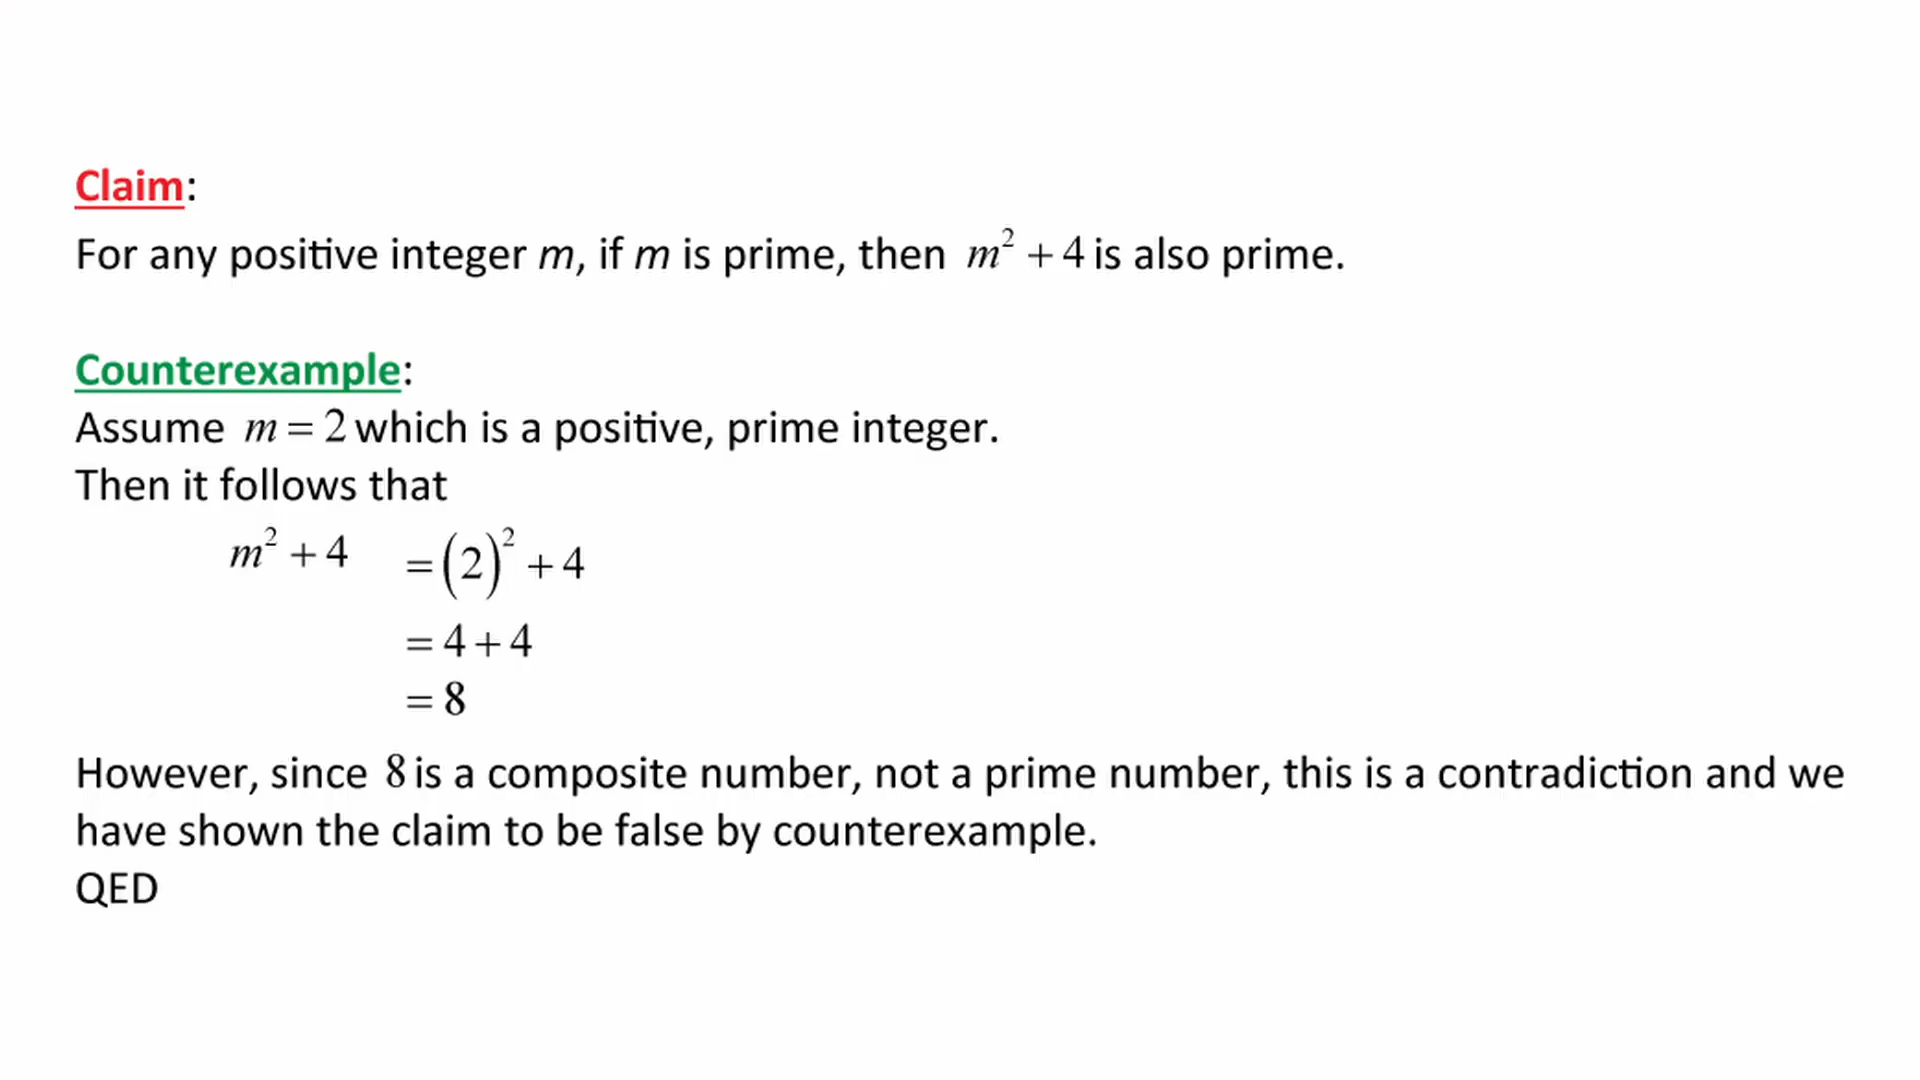 Claim:
For any positive integer m, if m is prime, then m² + 4 is also prime.
Counterexample:
Assume m = 2 which is a positive, prime integer.
Then it follows that
m² + 4 = (2)² + 4
= 4 + 4
= 8
However, since 8 is a composite number, not a prime number, this is a contradiction and we
have shown the claim to be false by counterexample.
QED